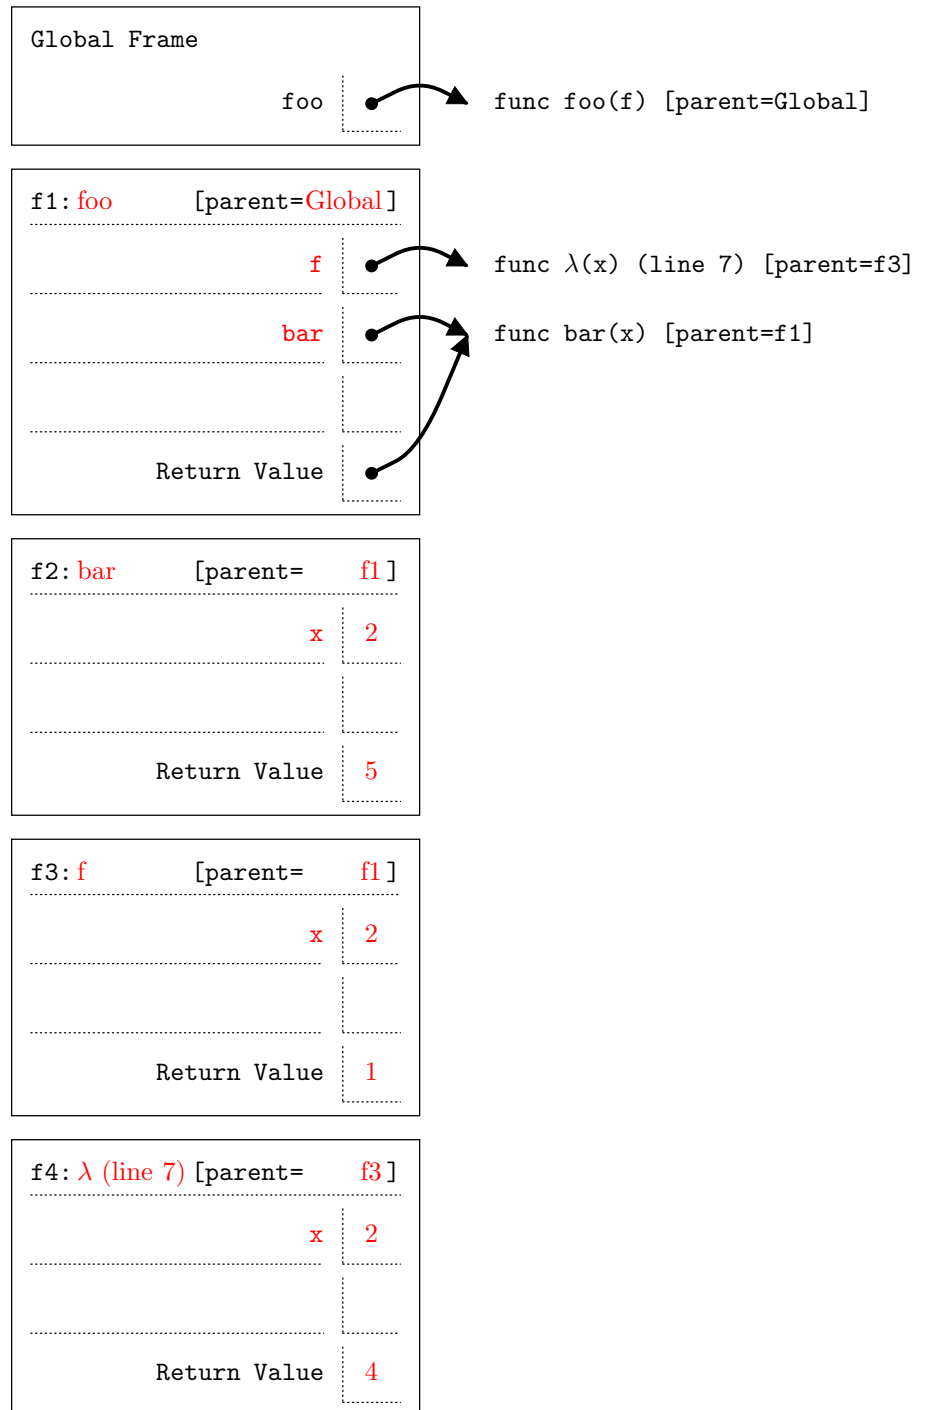 Global Frame
foo func foo(f) [parent=Global]
f1: foo [parent=Global]
f func λ(x) (line 7) [parent=f3]
bar func bar(x) [parent=f1]
Return Value
f2: bar [parent= f1]
x 2
Return Value 5
f3: f [parent= f1]
x 2
Return Value 1
f4: λ (line 7) [parent= f3]
x 2
Return Value 4